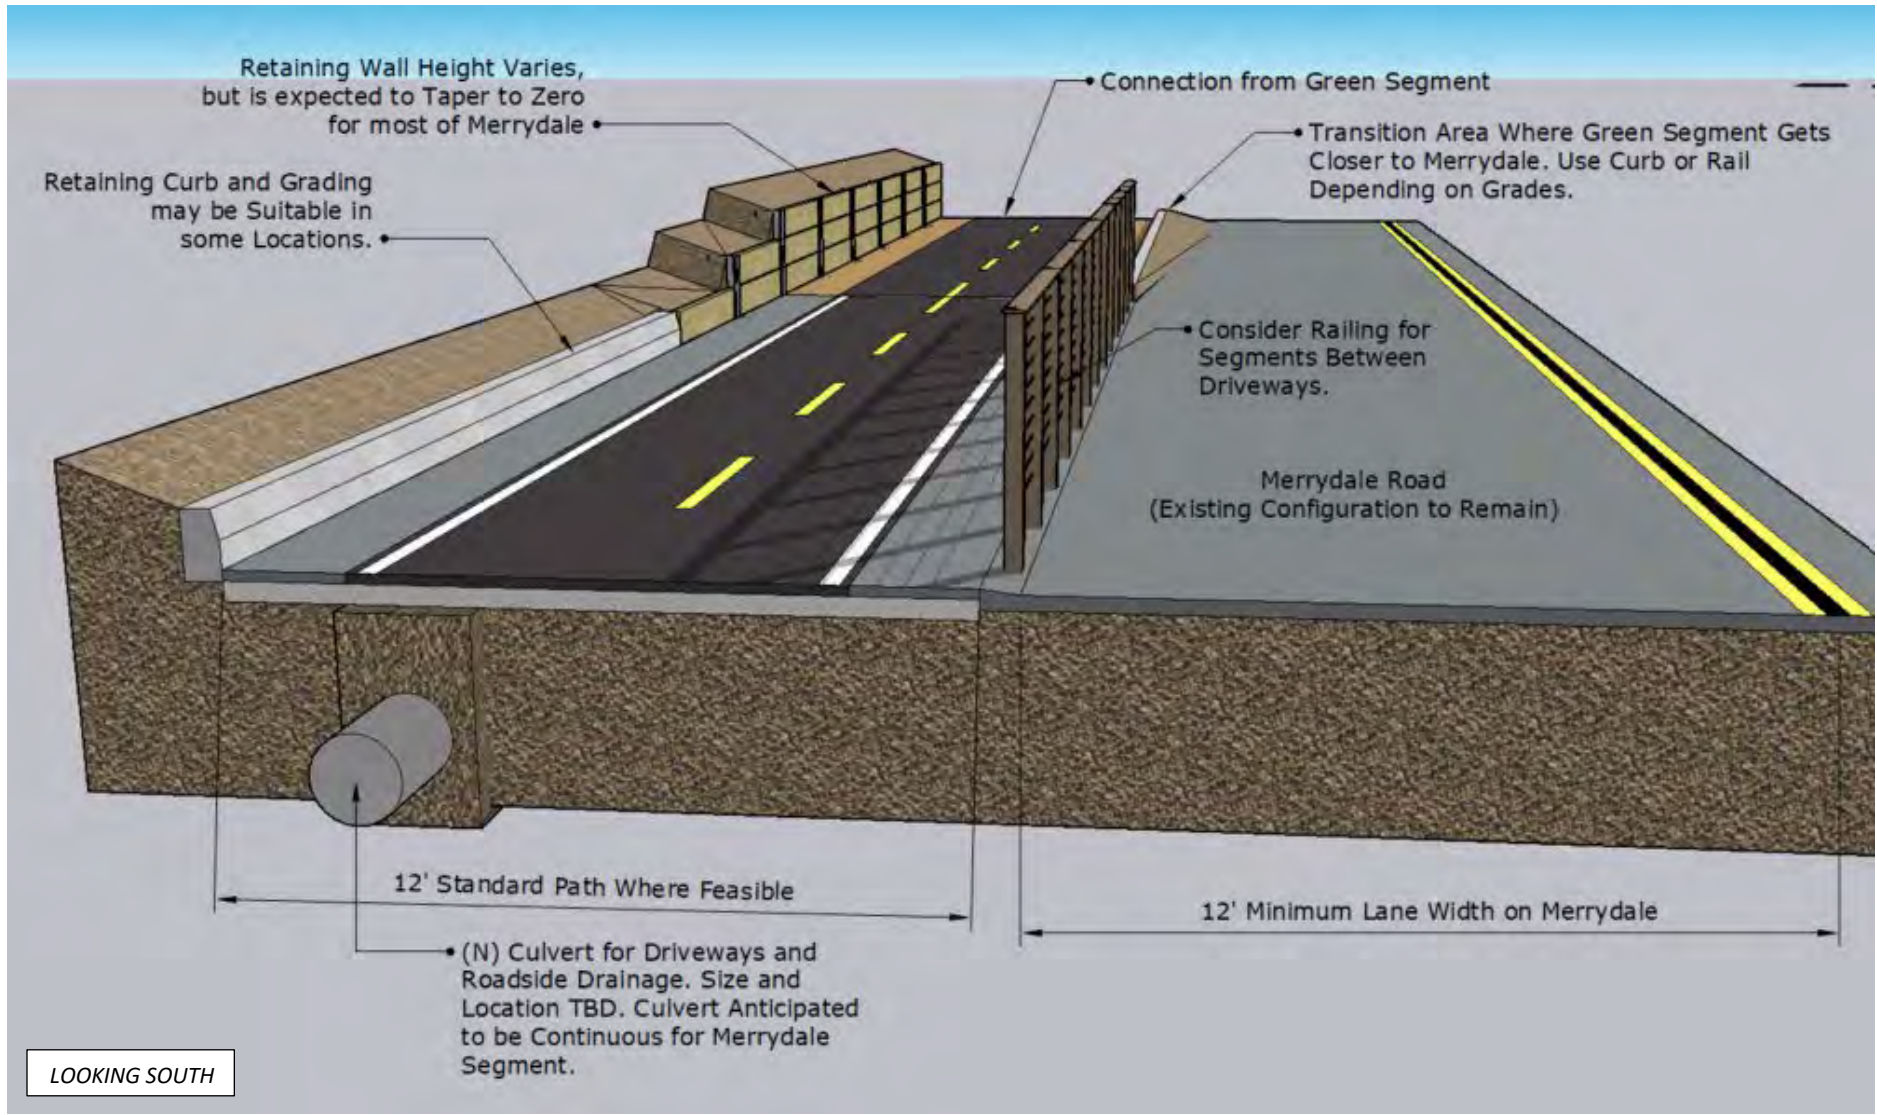 Retaining Wall Height Varies,
but is expected to Taper to Zero
for most of Merrydale
Retaining Curb and Grading
may be Suitable in
some Locations.
Connection from Green Segment
Transition Area Where Green Segment Gets
Closer to Merrydale. Use Curb or Rail
Depending on Grades.
Consider Railing for
Segments Between
Driveways.
Merrydale Road
(Existing Configuration to Remain)
12' Standard Path Where Feasible
12' Minimum Lane Width on Merrydale
(N) Culvert for Driveways and
Roadside Drainage. Size and
Location TBD. Culvert Anticipated
to be Continuous for Merrydale
Segment.
LOOKING SOUTH